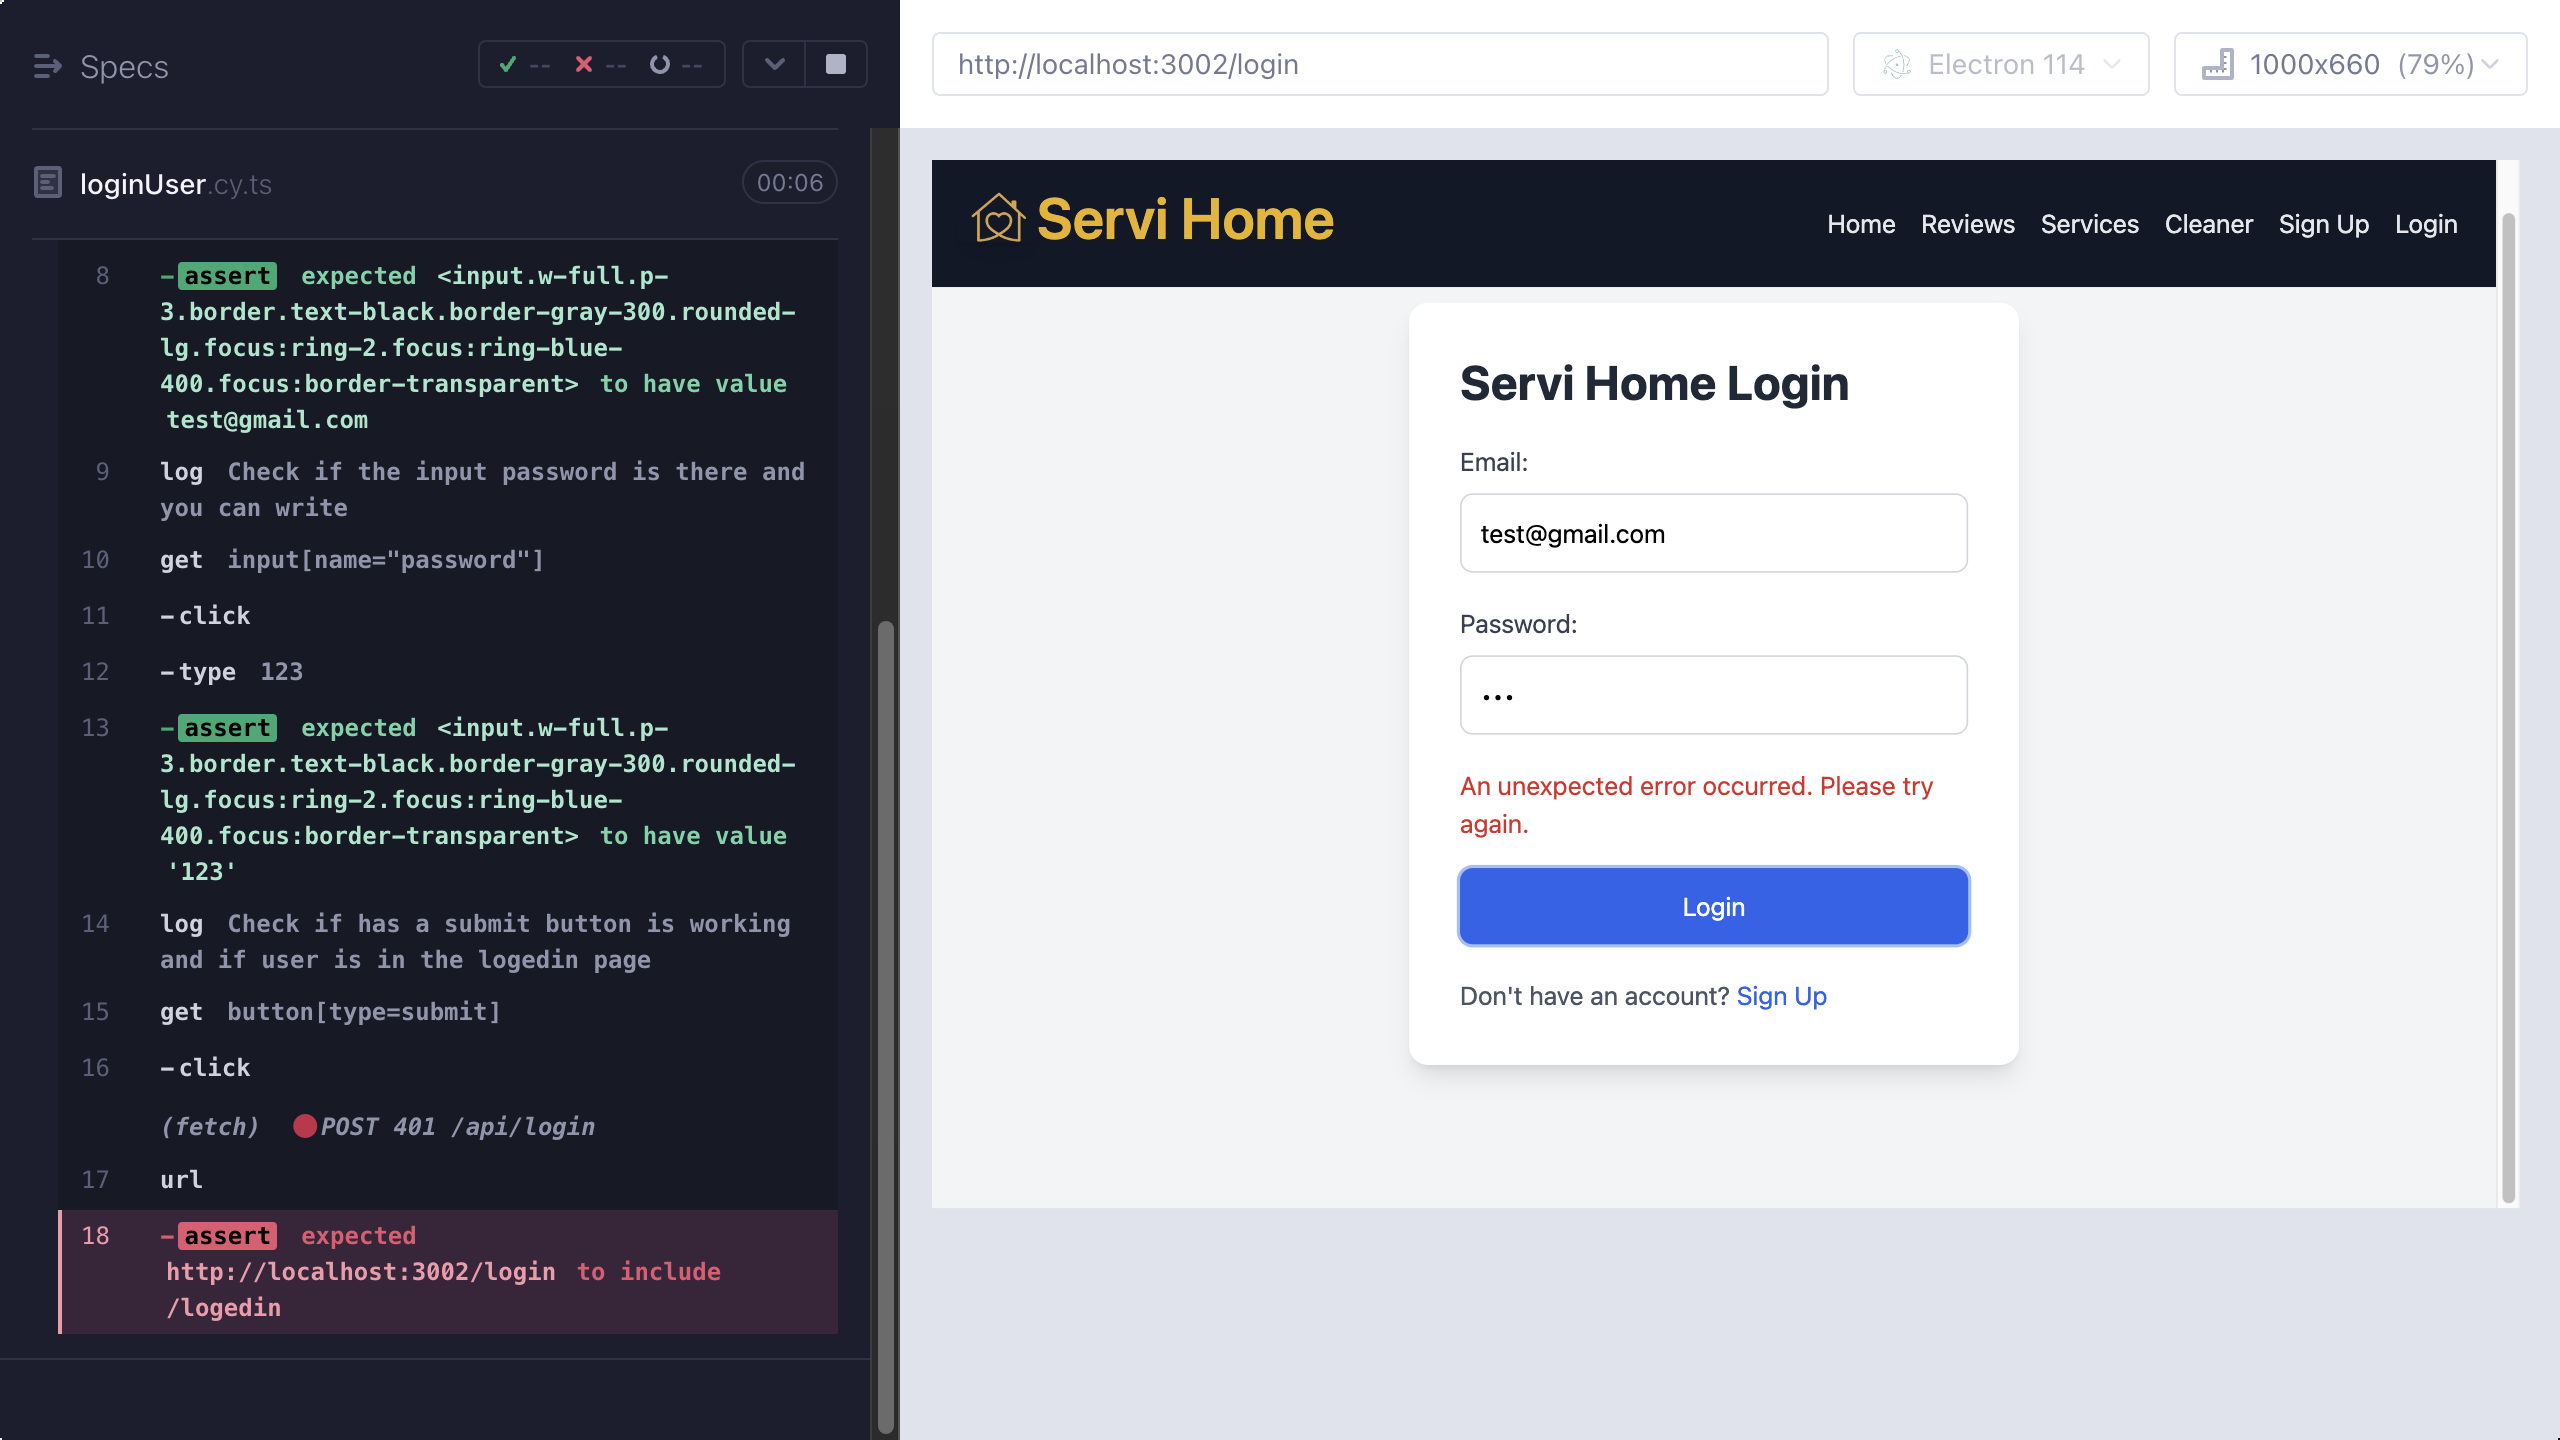 Specs
-- -- --
loginUser.cy.ts
00:06
8 -assert expected <input.w-full.p-
3.border.text-black.border-gray-300.rounded-
lg.focus:ring-2.focus:ring-blue-
400.focus:border-transparent> to have value
test@gmail.com
9 log Check if the input password is there and
you can write
10 get input[name="password"]
11 -click
12 -type 123
13 -assert expected <input.w-full.p-
3.border.text-black.border-gray-300.rounded-
lg.focus:ring-2.focus:ring-blue-
400.focus:border-transparent> to have value
'123'
14 log Check if has a submit button is working
and if user is in the logedin page
15 get button[type=submit]
16 -click
(fetch) POST 401 /api/login
17 url
18 -assert expected
http://localhost:3002/login to include
/logedin
http://localhost:3002/login
Electron 114
1000x660 (79%)
Servi Home
Home Reviews Services Cleaner Sign Up Login
Servi Home Login
Email:
test@gmail.com
Password:
•••
An unexpected error occurred. Please try
again.
Login
Don't have an account? Sign Up